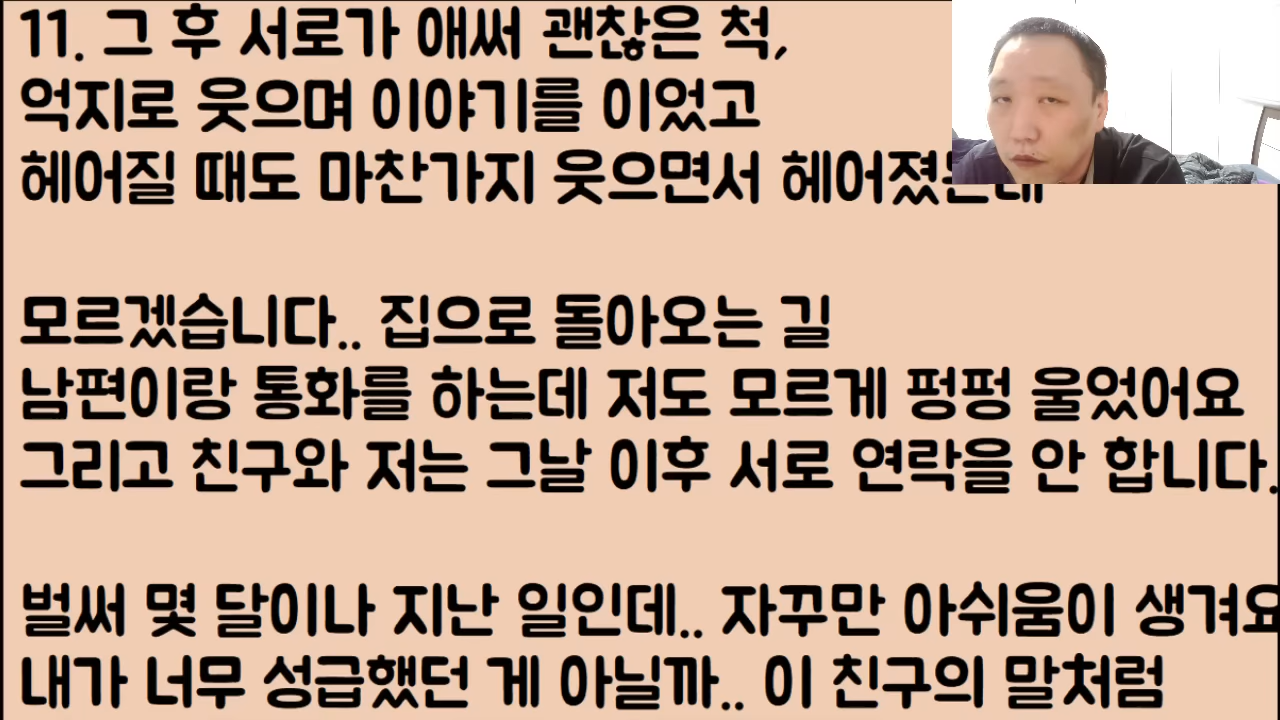 11. 그 후 서로가 애써 괜찮은 척,
억지로 웃으며 이야기를 이었고
헤어질 때도 마찬가지 웃으면서 헤어졌는데
모르겠습니다.. 집으로 돌아오는 길
남편이랑 통화를 하는데 저도 모르게 펑펑 울었어요
그리고 친구와 저는 그날 이후 서로 연락을 안 합니다.
벌써 몇 달이나 지난 일인데.. 자꾸만 아쉬움이 생겨요
내가 너무 성급했던 게 아닐까.. 이 친구의 말처럼